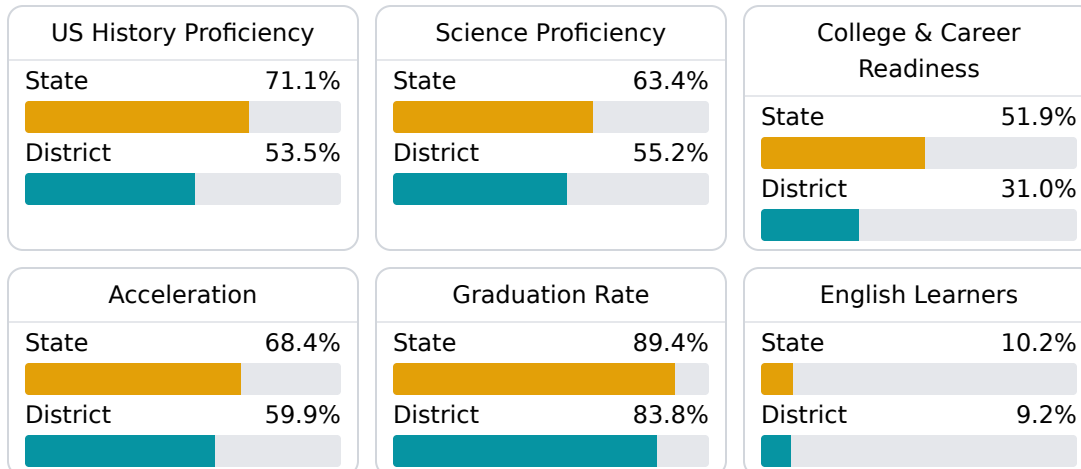 US History Proficiency
State 71.1%
District 53.5%
Science Proficiency
State 63.4%
District 55.2%
College & Career
Readiness
State 51.9%
District 31.0%
Acceleration
State 68.4%
District 59.9%
Graduation Rate
State 89.4%
District 83.8%
English Learners
State 10.2%
District 9.2%